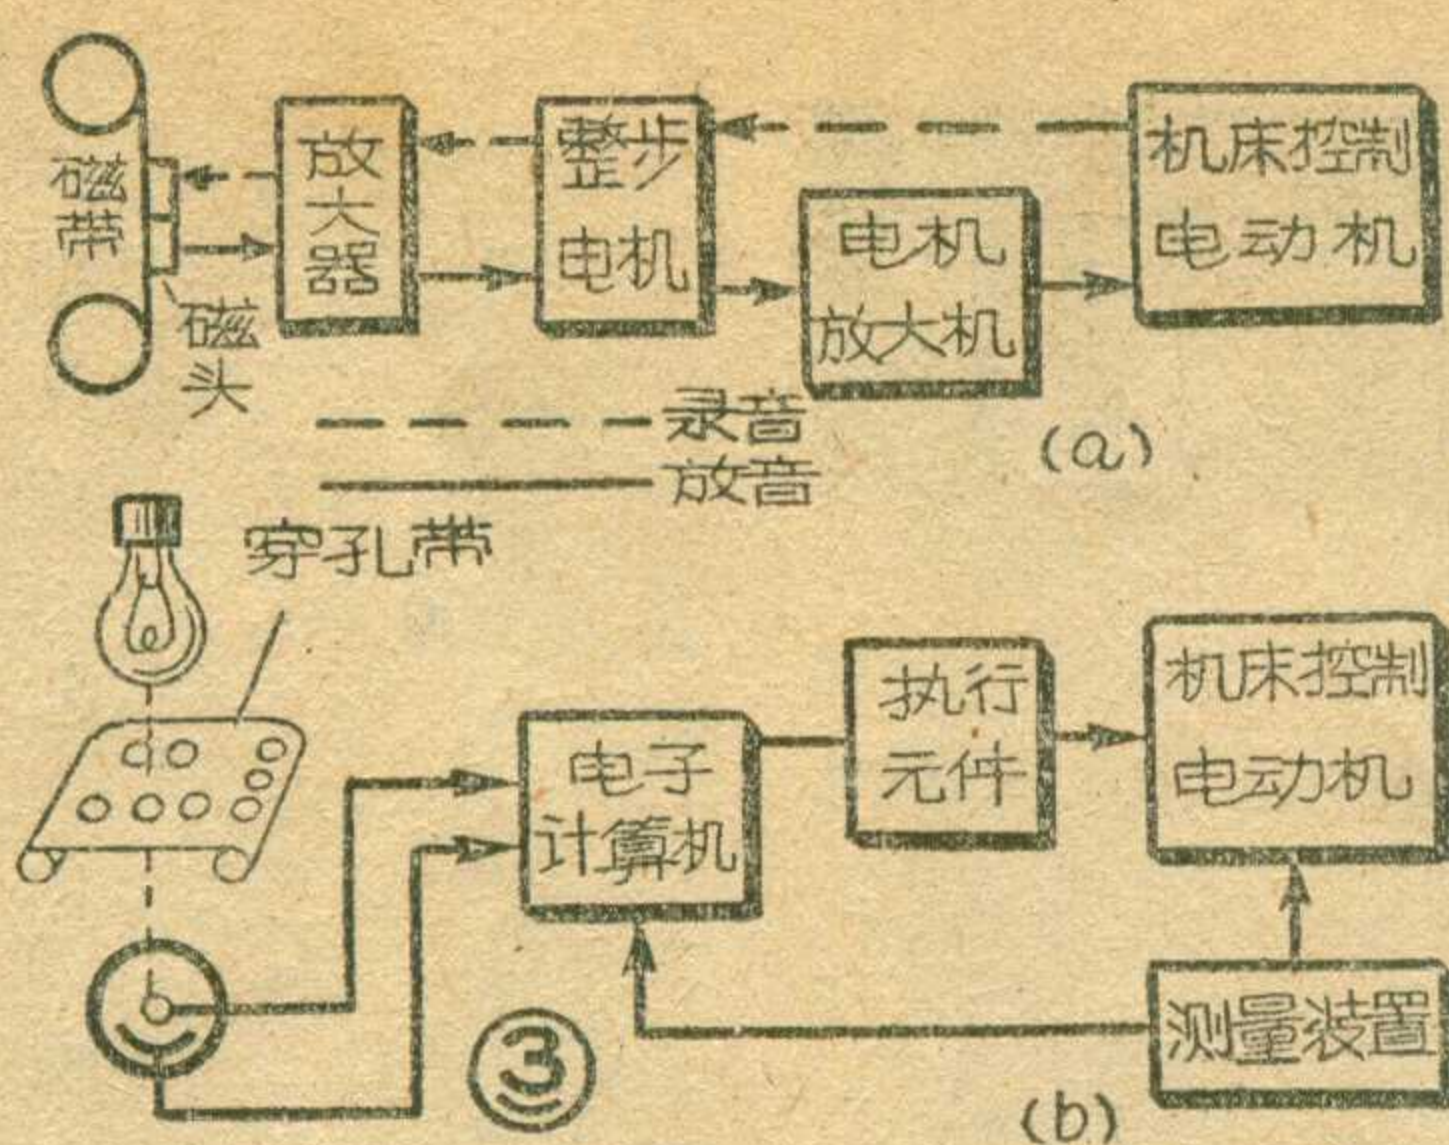 磁带
磁头
放大器
整步
电机
电机
放大机
机床控制
电动机
录音
放音
(a)
穿孔带
电子
计算机
执行
元件
机床控制
电动机
测量装置
③
(b)